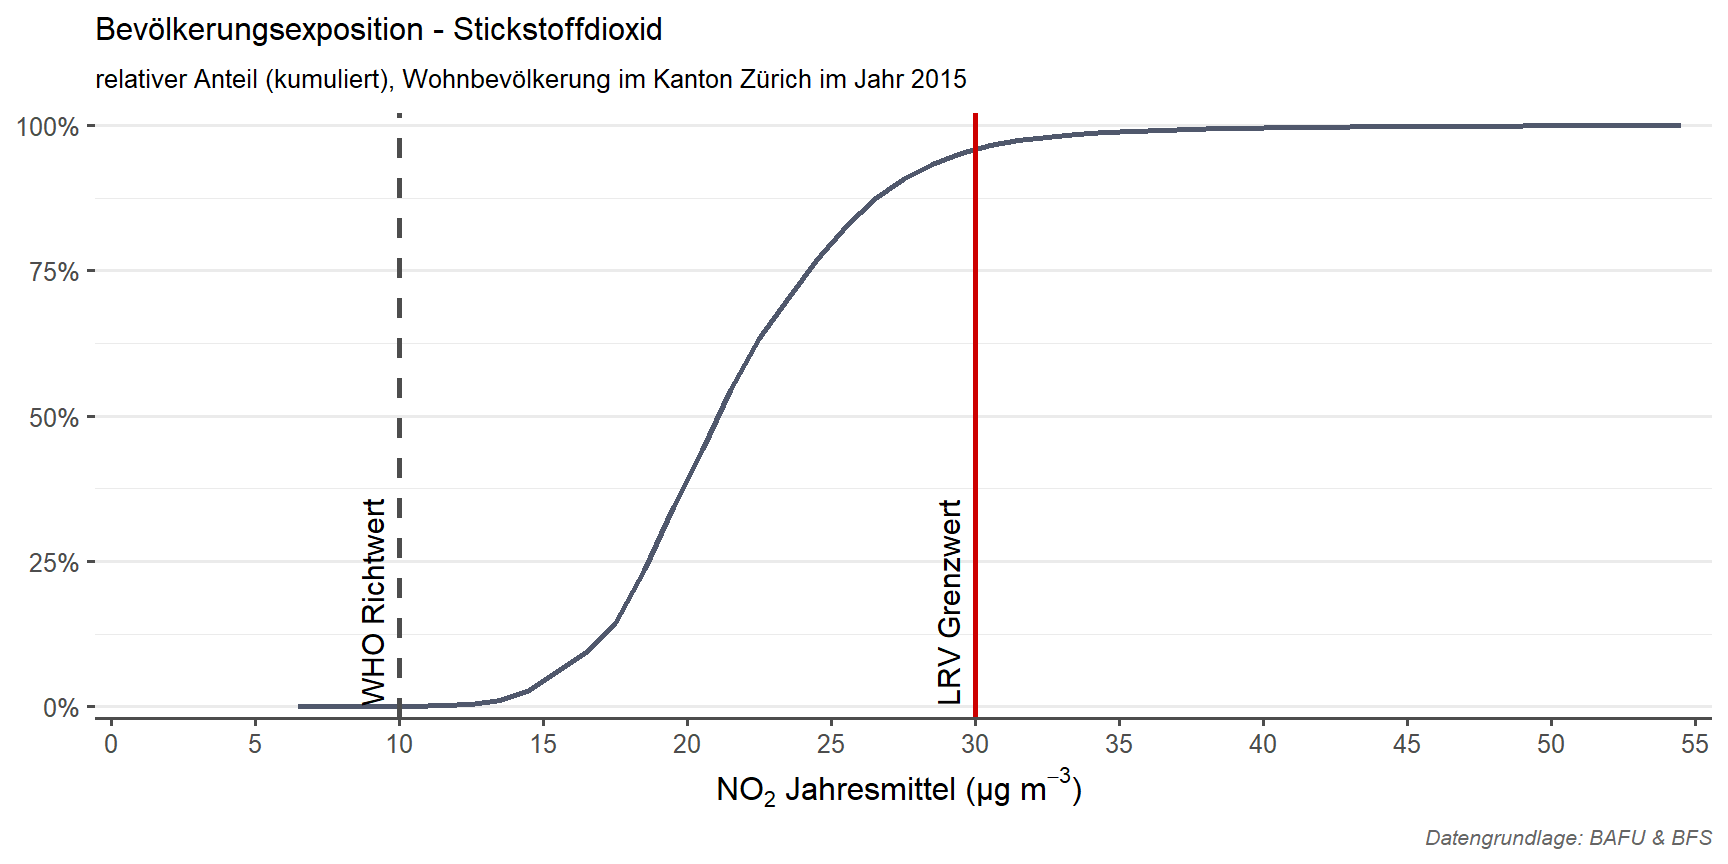 Bevölkerungsexposition - Stickstoffdioxid
relativer Anteil (kumuliert), Wohnbevölkerung im Kanton Zürich im Jahr 2015
100%
75%
50%
25%
0%
WHO Richtwert
LRV Grenzwert
0 5 10 15 20 25 30 35 40 45 50 55
NO₂ Jahresmittel (µg m⁻³)
Datengrundlage: BAFU & BFS